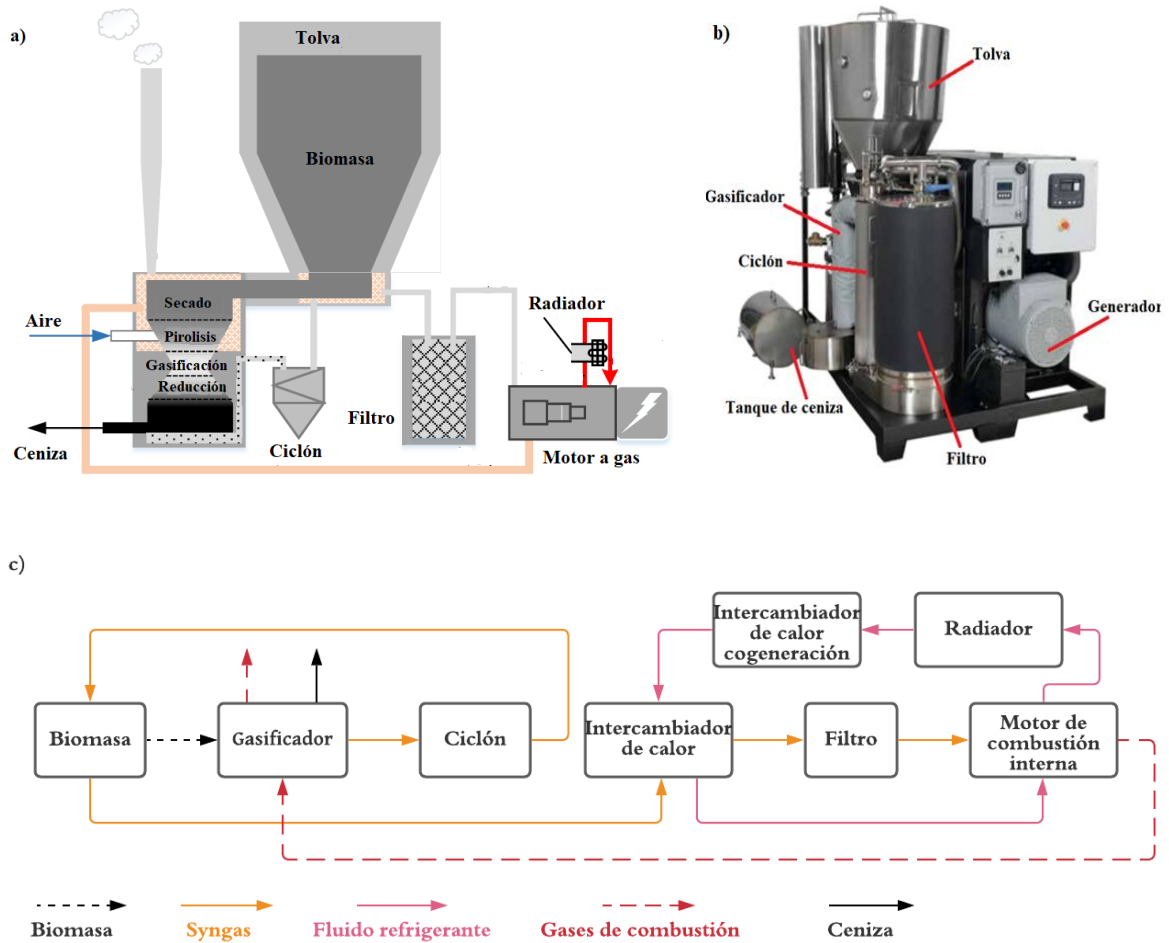 a)
Tolva
Biomasa
Secado
Aire
Pirolisis
Gasificación
Reducción
Ceniza
Ciclón
Filtro
Radiador
Motor a gas
b)
Tolva
Gasificador
Ciclón
Generador
Tanque de ceniza
Filtro
c)
Intercambiador
de calor
cogeneración
Radiador
Biomasa
Gasificador
Ciclón
Intercambiador
de calor
Filtro
Motor de
combustión
interna
Biomasa
Syngas
Fluido refrigerante
Gases de combustión
Ceniza